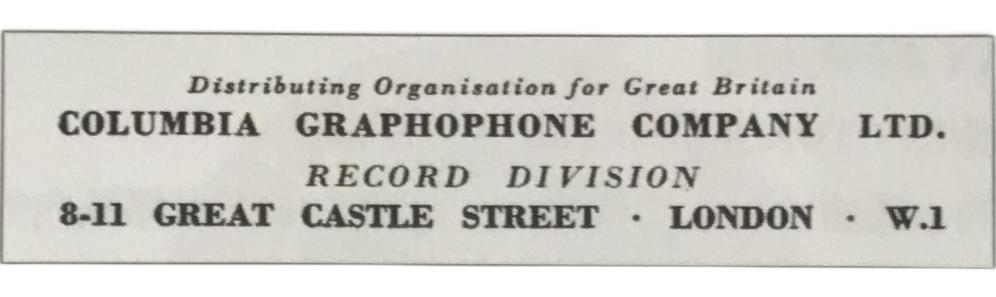 Distributing Organisation for Great Britain
COLUMBIA GRAPHOPHONE COMPANY LTD.
RECORD DIVISION
8-11 GREAT CASTLE STREET · LONDON · W.1